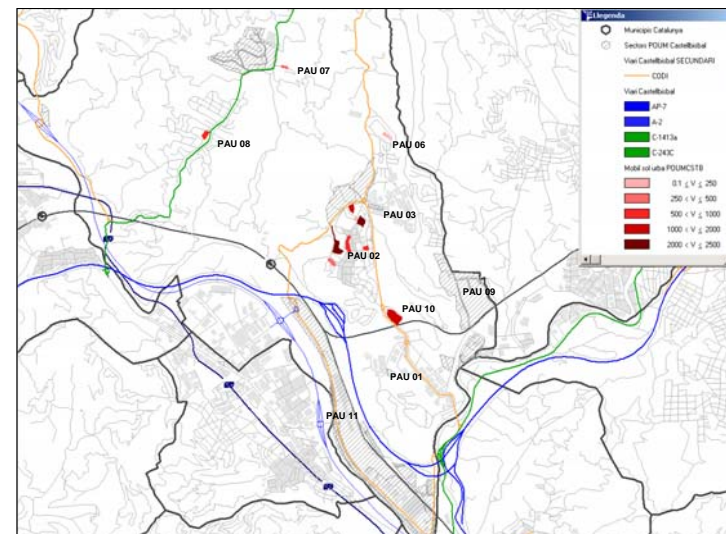 Llegenda
Municipis Catalunya
Sectors POUM Castellbisbal
Viari Castellbisbal SECUNDARI
CODI
Viari Castellbisbal
AP-7
A-2
C-1413a
C-243C
Mobil sol urba POUMCSTB
0.1 ≤ V ≤ 250
250 < V ≤ 500
500 < V ≤ 1000
1000 < V ≤ 2000
2000 < V ≤ 2500
PAU 07
PAU 08
PAU 06
PAU 03
PAU 02
PAU 09
PAU 10
PAU 01
PAU 11